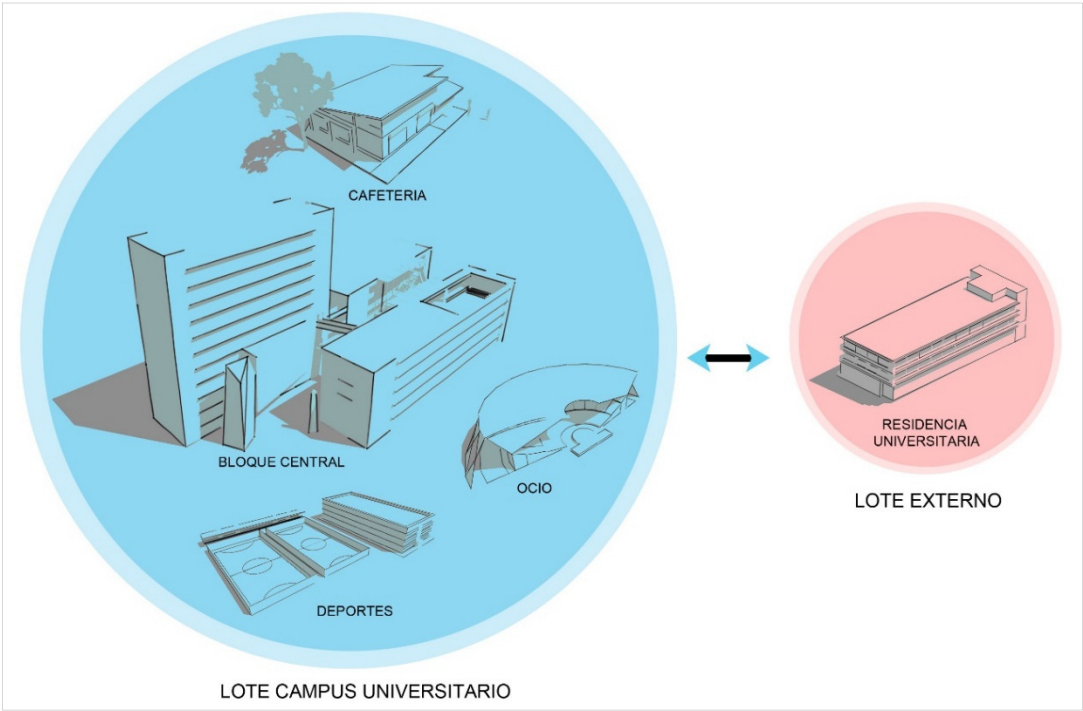 CAFETERIA
BLOQUE CENTRAL
OCIO
DEPORTES
LOTE CAMPUS UNIVERSITARIO
RESIDENCIA
UNIVERSITARIA
LOTE EXTERNO